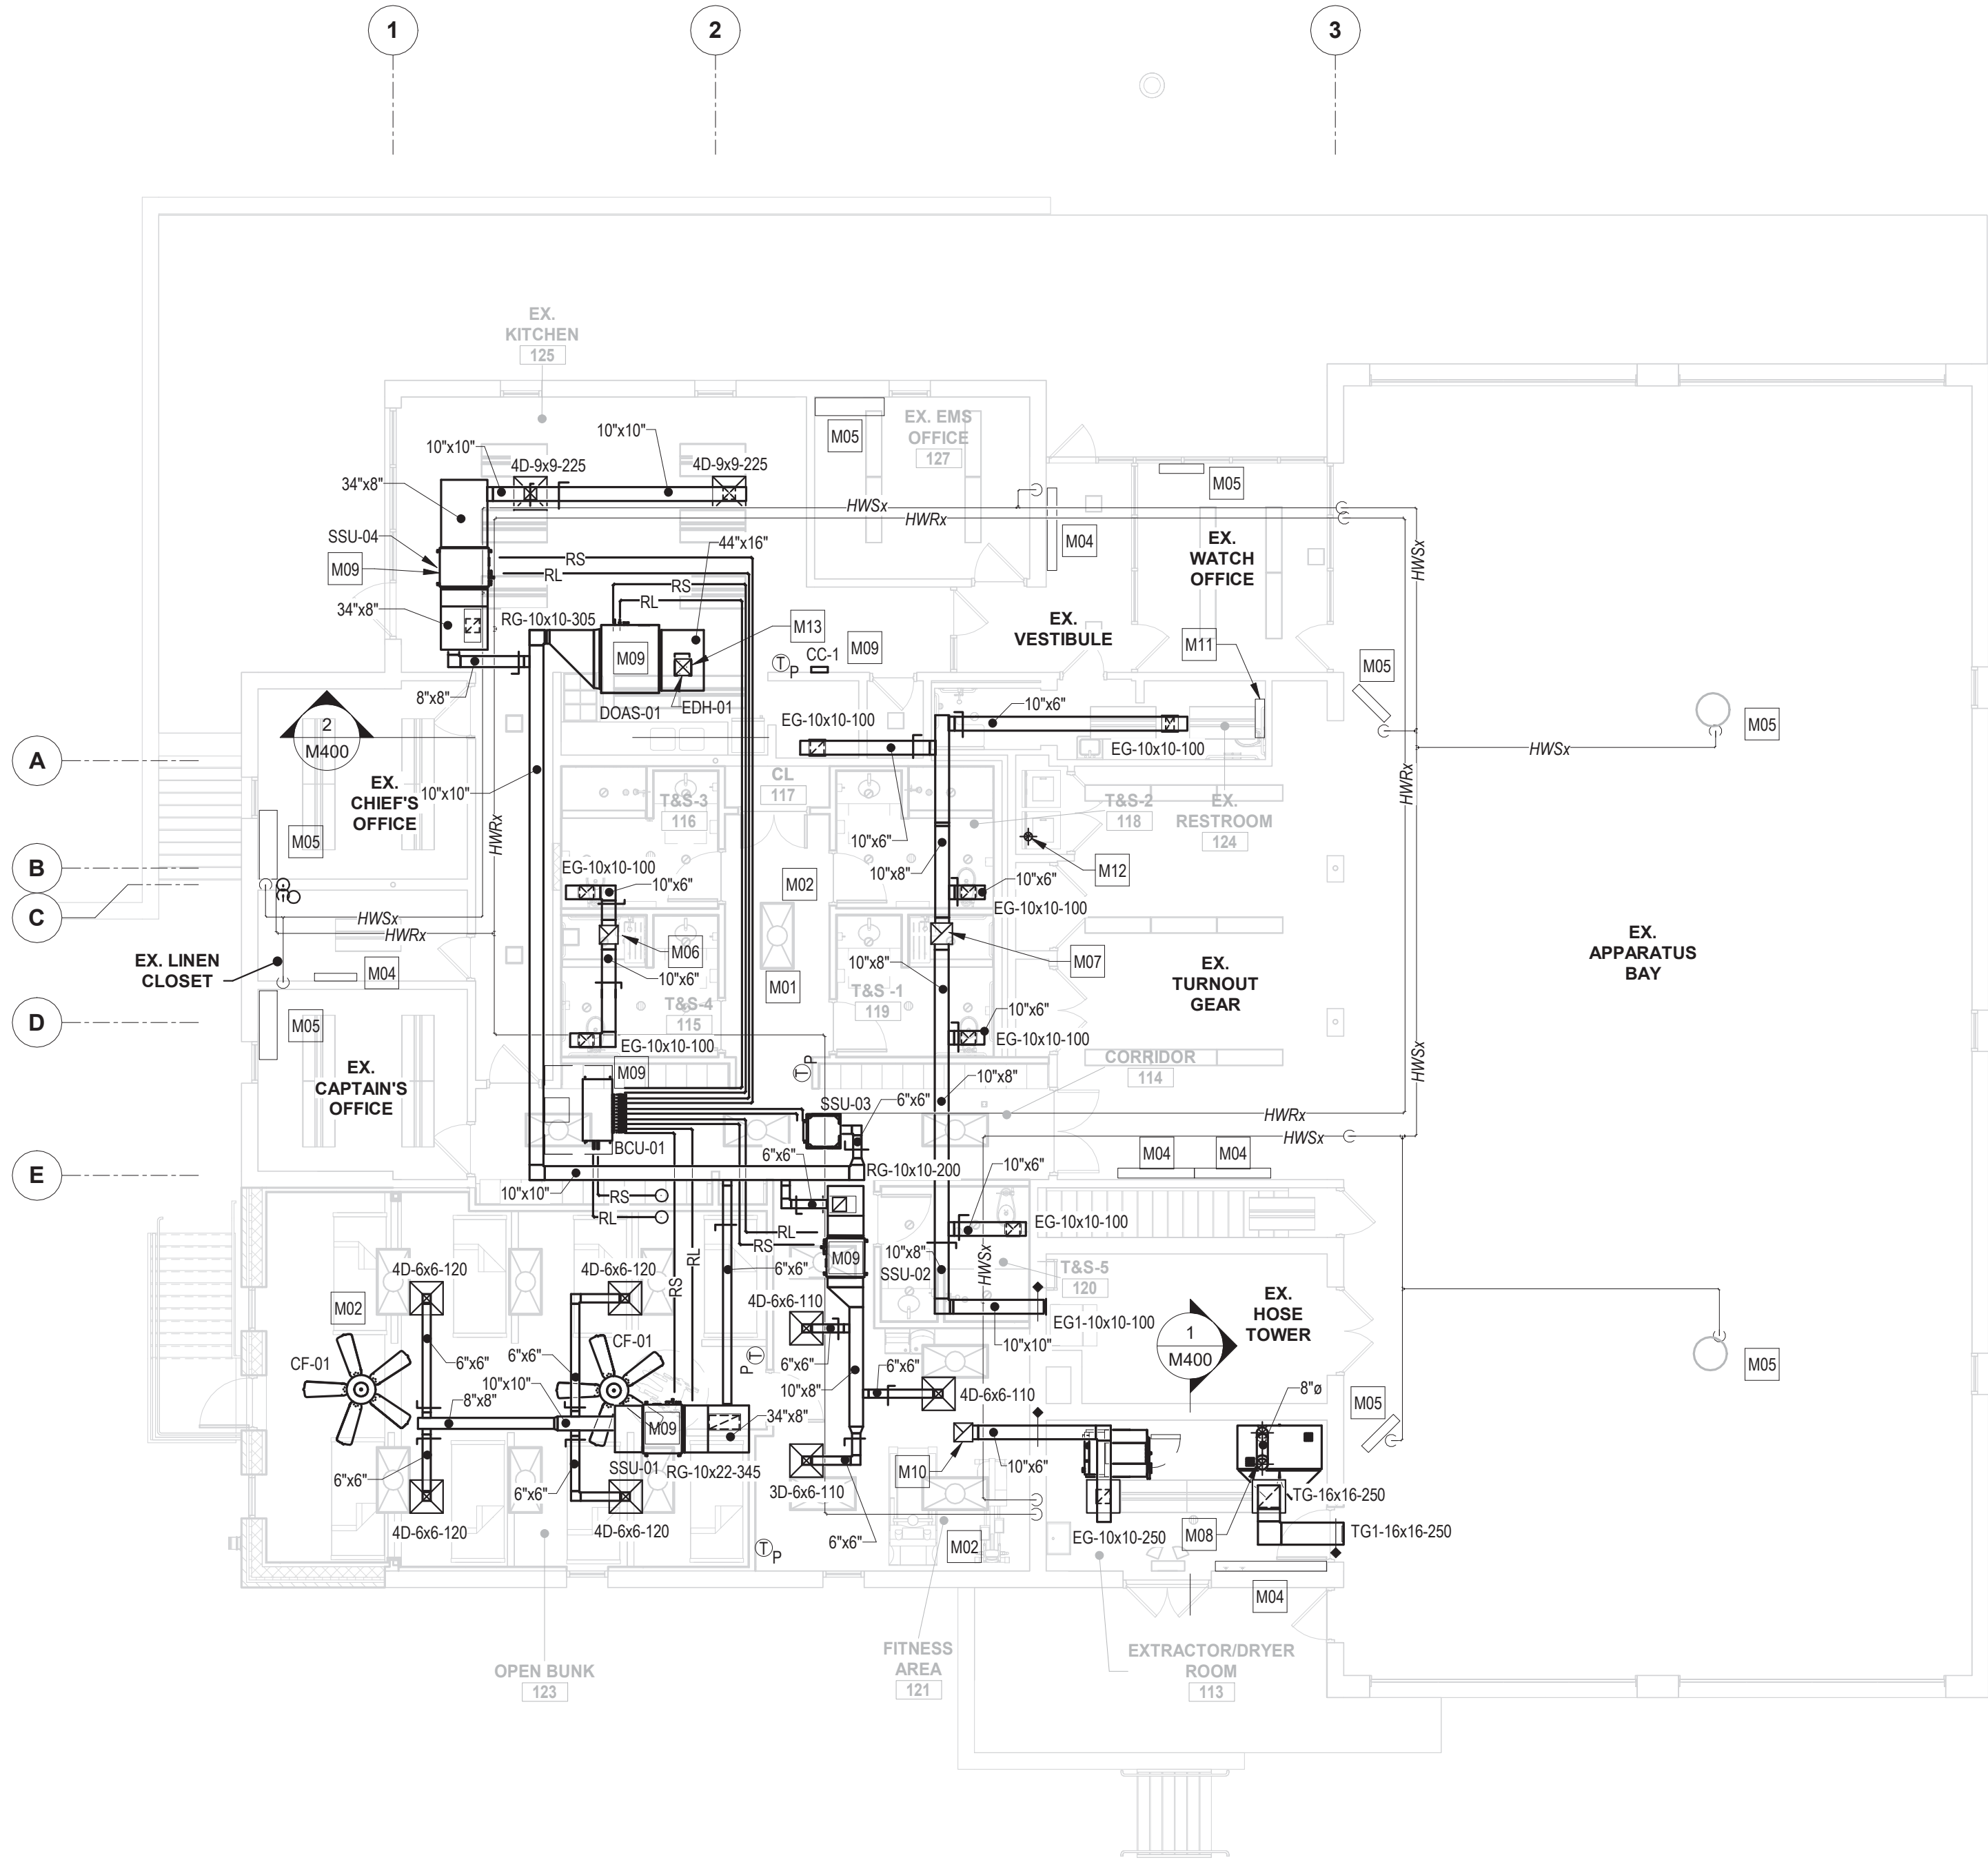 1
2
3
EX.
KITCHEN
125
10"x10"
10"x10"
M05
EX. EMS
OFFICE
127
4D-9x9-225
4D-9x9-225
34"x8"
M05
HWSx
HWRx
SSU-04
M09
44"x16"
M04
EX.
WATCH
OFFICE
HWSx
RS
RL
RS
RL
34"x8"
RG-10x10-305
M13
M09
M09
CC-1
T
P
EX.
VESTIBULE
M11
M05
8"x8"
DOAS-01
EDH-01
2
M400
EG-10x10-100
10"x6"
EG-10x10-100
M05
HWSx
A
EX.
CHIEF'S
OFFICE
10"x10"
CL
117
T&S-3
116
T&S-2
118
EX.
RESTROOM
124
HWRx
HWRx
M05
10"x6"
B
C
EG-10x10-100
10"x6"
M02
10"x8"
10"x6"
M12
EG-10x10-100
HWSx
HWRx
EX. LINEN
CLOSET
M04
M06
10"x6"
M01
10"x8"
M07
EX.
TURNOUT
GEAR
EX.
APPARATUS
BAY
D
M05
T&S-4
115
T&S -1
119
10"x6"
EG-10x10-100
EG-10x10-100
EX.
CAPTAIN'S
OFFICE
M09
T
P
CORRIDOR
114
10"x8"
HWSx
SSU-03
6"x6"
HWRx
BCU-01
HWSx
E
6"x6"
RG-10x10-200
10"x6"
M04
M04
10"x10"
RS
RL
RL
RS
EG-10x10-100
RS
RL
M09
10"x8"
SSU-02
HWSx
T&S-5
120
4D-6x6-120
4D-6x6-120
6"x6"
M02
4D-6x6-110
EG1-10x10-100
10"x10"
EX.
HOSE
TOWER
1
M400
CF-01
CF-01
6"x6"
6"x6"
10"x10"
8"x8"
T
P
6"x6"
10"x8"
6"x6"
4D-6x6-110
M05
8"ø
M05
34"x8"
M09
6"x6"
SSU-01
RG-10x22-345
6"x6"
3D-6x6-110
M10
10"x6"
TG-16x16-250
4D-6x6-120
4D-6x6-120
T
P
6"x6"
M02
EG-10x10-250
M08
TG1-16x16-250
M04
OPEN BUNK
123
FITNESS
AREA
121
EXTRACTOR/DRYER
ROOM
113